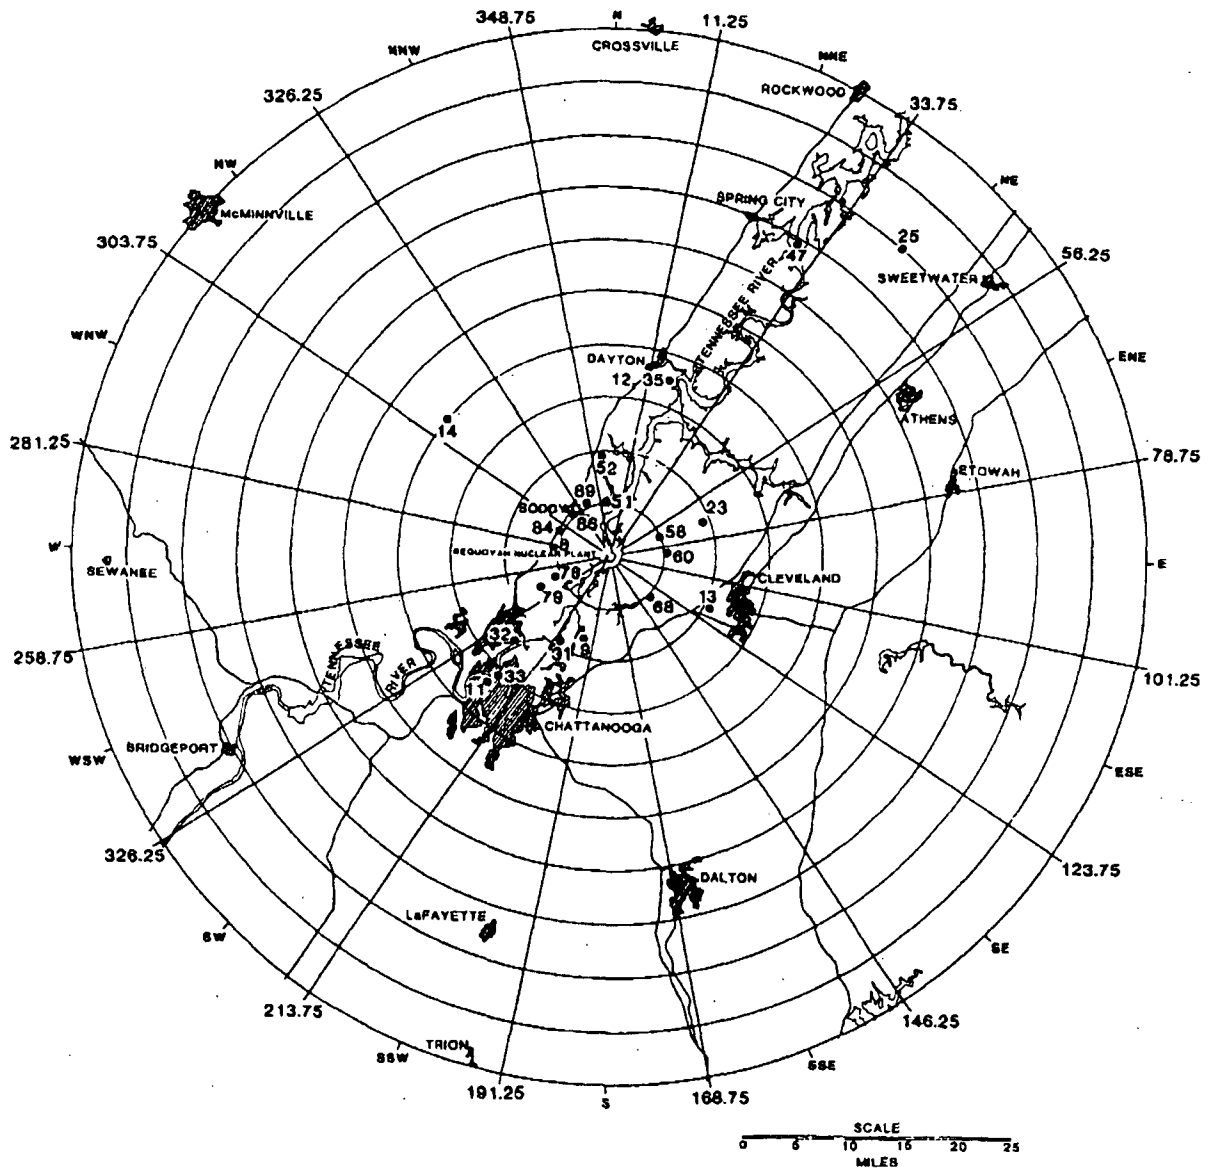 348.75
N
11.25
CROSSVILLE
NNW
NNE
ROCKWOOD
326.25
33.75
NW
NE
McMINNVILLE
SPRING CITY
303.75
25
47
56.25
SWEETWATER
TENNESSEE RIVER
WNW
ENE
DAYTON
12 35
14
ATHENS
281.25
78.75
52
ETOWAH
89
51
SODDY
23
86
84
58
W
8
SEQUOYAH NUCLEAR PLANT
60
E
SEWANEE
78
CLEVELAND
79
68
13
32
31
9
TENNESSEE
RIVER
258.75
33
11
101.25
CHATTANOOGA
BRIDGEPORT
WSW
ESE
326.25
123.75
DALTON
LaFAYETTE
SW
SE
213.75
146.25
TRION
SSW
SSE
191.25
168.75
S
SCALE
0 5 10 15 20 25
MILES